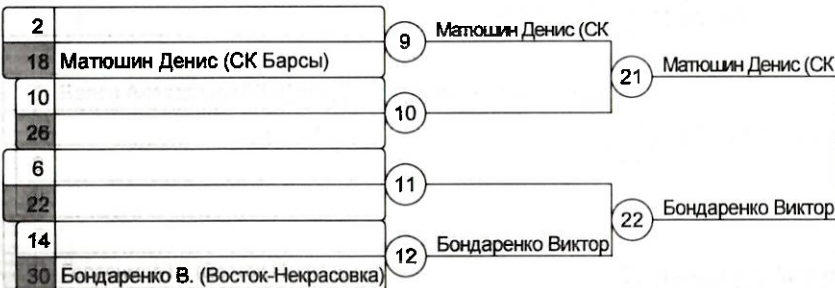 2
9 Матюшин Денис (СК
18 Матюшин Денис (СК Барсы)
21 Матюшин Денис (СК
10
10
26
6
11
22
22 Бондаренко Виктор
14
12 Бондаренко Виктор
30 Бондаренко В. (Восток-Некрасовка)